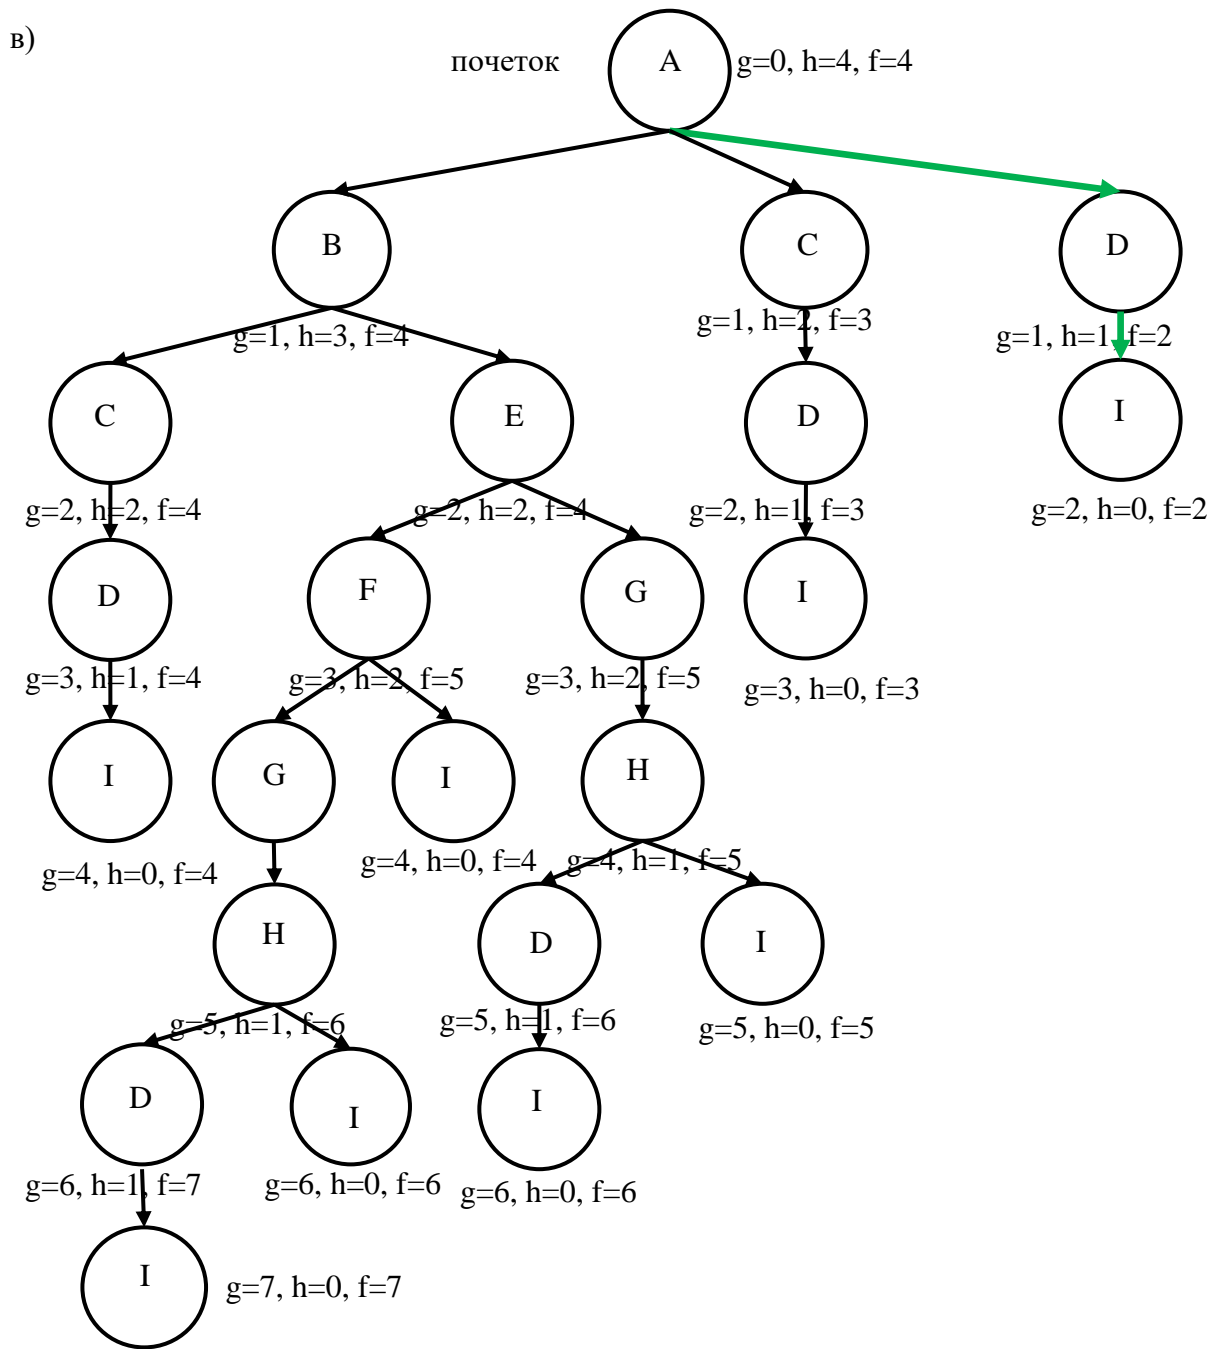 в)
почеток A g=0, h=4, f=4
B C D
g=1, h=3, f=4 g=1, h=2, f=3 g=1, h=1, f=2
C E D I
g=2, h=2, f=4 g=2, h=2, f=4 g=2, h=1, f=3 g=2, h=0, f=2
D F G I
g=3, h=1, f=4 g=3, h=2, f=5 g=3, h=2, f=5 g=3, h=0, f=3
I G I H
g=4, h=0, f=4 g=4, h=0, f=4 g=4, h=1, f=5
H D I
g=5, h=1, f=6 g=5, h=1, f=6 g=5, h=0, f=5
D I I
g=6, h=1, f=7 g=6, h=0, f=6 g=6, h=0, f=6
I g=7, h=0, f=7